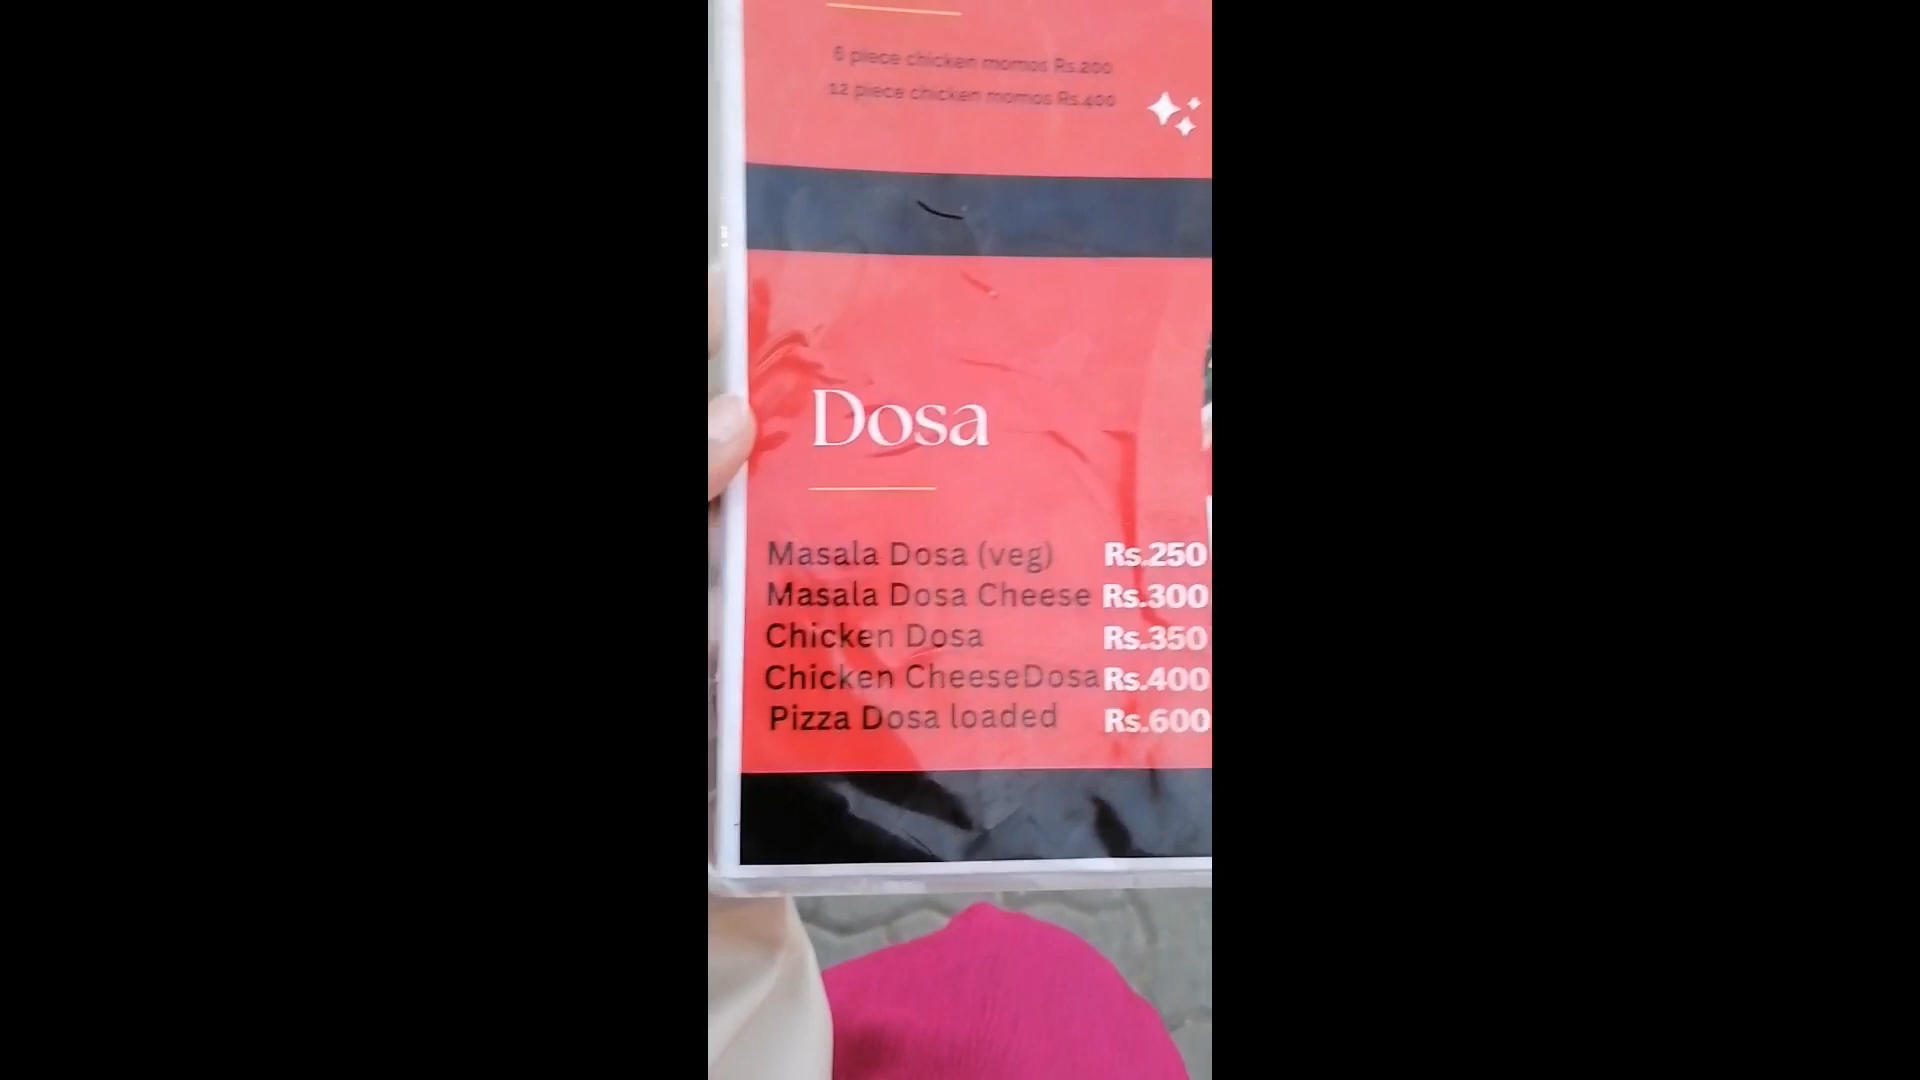 6 piece chicken momos Rs.200
12 piece chicken momos Rs.400
Dosa
Masala Dosa (veg) Rs.250
Masala Dosa Cheese Rs.300
Chicken Dosa Rs.350
Chicken CheeseDosa Rs.400
Pizza Dosa loaded Rs.600